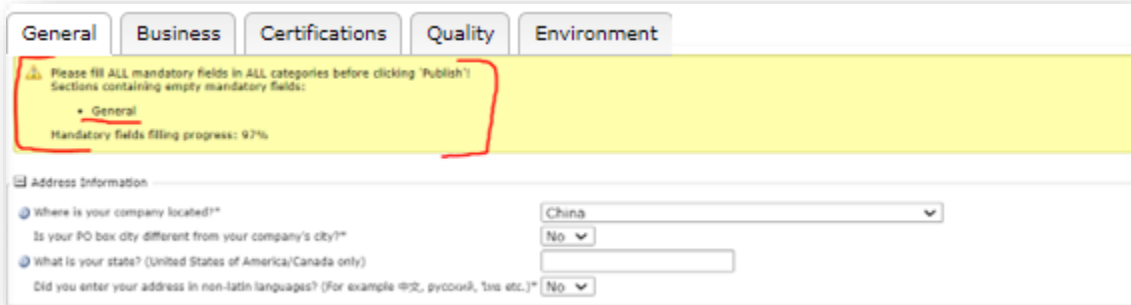 General Business Certifications Quality Environment
Please fill ALL mandatory fields in ALL categories before clicking 'Publish'!
Sections containing empty mandatory fields:
• General
Mandatory fields filling progress: 97%
Address Information
Where is your company located?* China
Is your PO box city different from your company's city?* No
What is your state? (United States of America/Canada only)
Did you enter your address in non-latin languages? (For example 中文, русский, ไทย etc.)* No